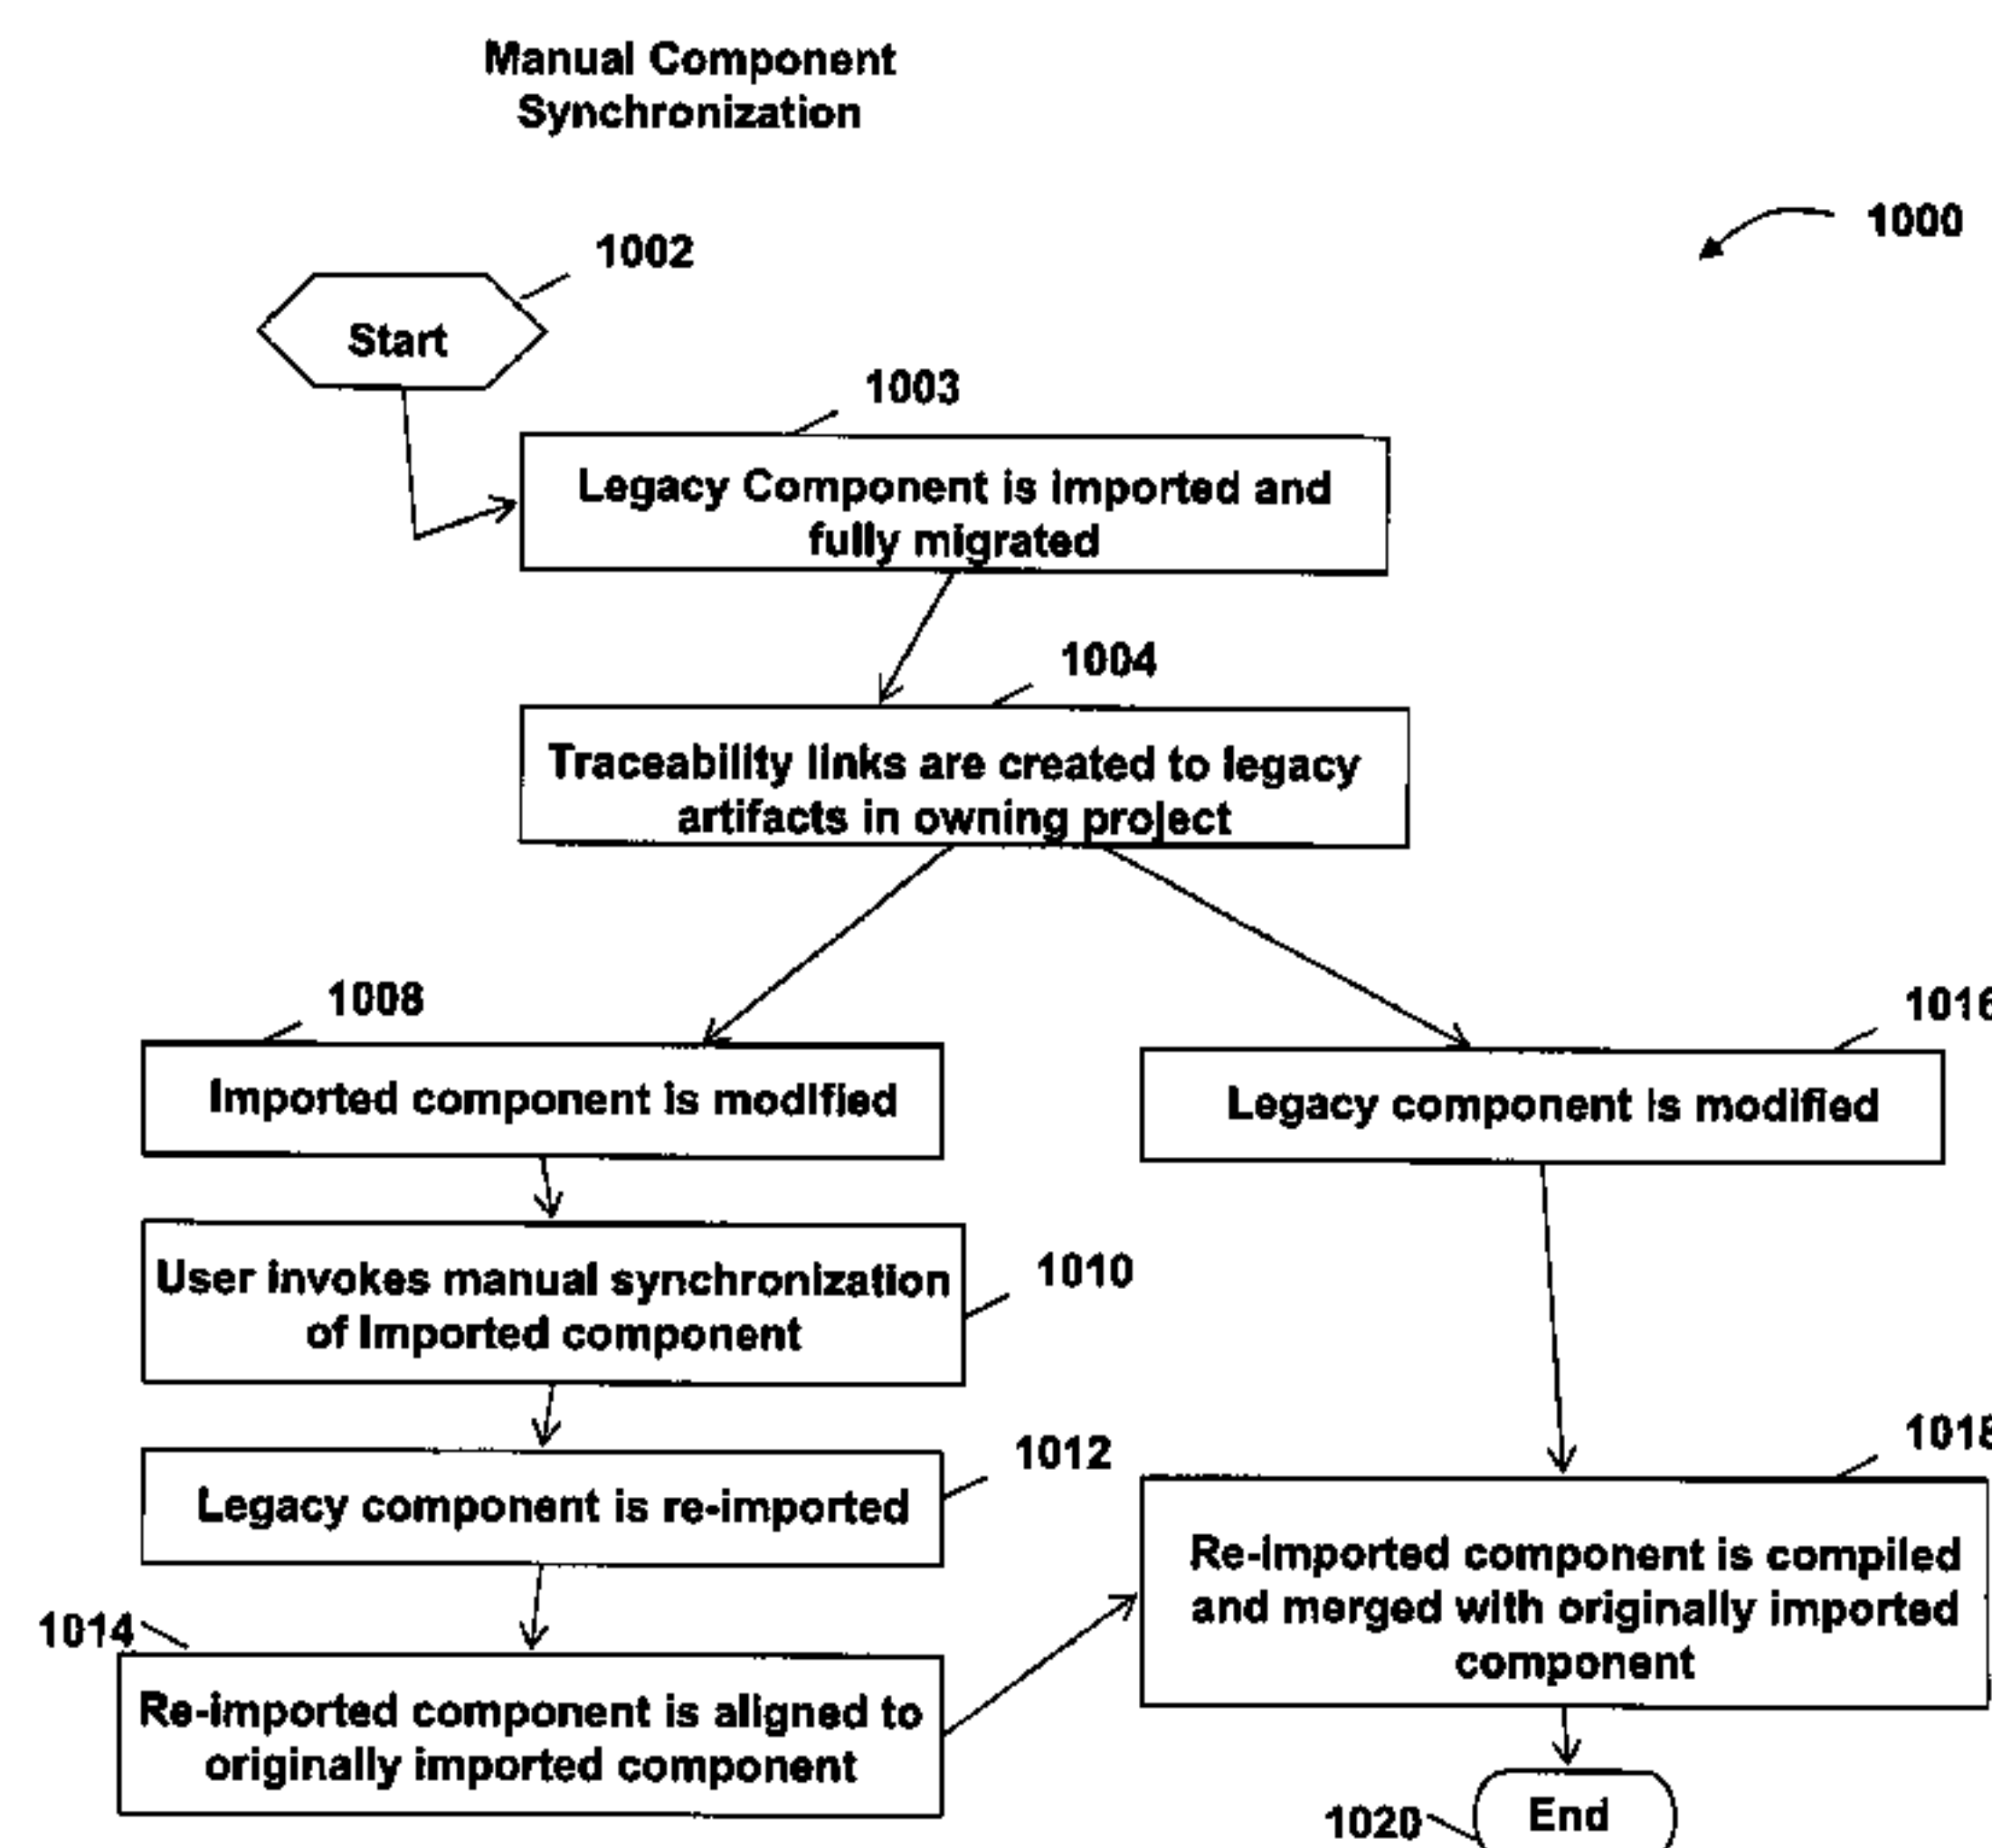 Manual Component
Synchronization
1000
1002
Start
1003
Legacy Component is imported and
fully migrated
1004
Traceability links are created to legacy
artifacts in owning project
1008
1016
Imported component is modified
Legacy component is modified
User invokes manual synchronization
of Imported component
1010
1012
Legacy component is re-imported
1018
Re-imported component is compiled
and merged with originally imported
component
1014
Re-imported component is aligned to
originally imported component
1020
End